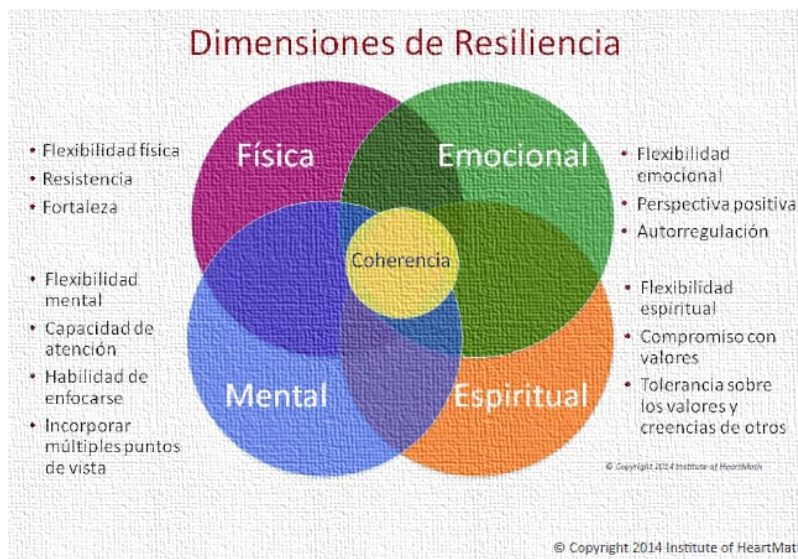 Dimensiones de Resiliencia
Física
Emocional
Coherencia
Mental
Espiritual
• Flexibilidad física
• Resistencia
• Fortaleza
• Flexibilidad
mental
• Capacidad de
atención
• Habilidad de
enfocarse
• Incorporar
múltiples puntos
de vista
• Flexibilidad
emocional
• Perspectiva positiva
• Autorregulación
• Flexibilidad
espiritual
• Compromiso con
valores
• Tolerancia sobre
los valores y
creencias de otros
© Copyright 2014 Institute of HeartMath
© Copyright 2014 Institute of HeartMat